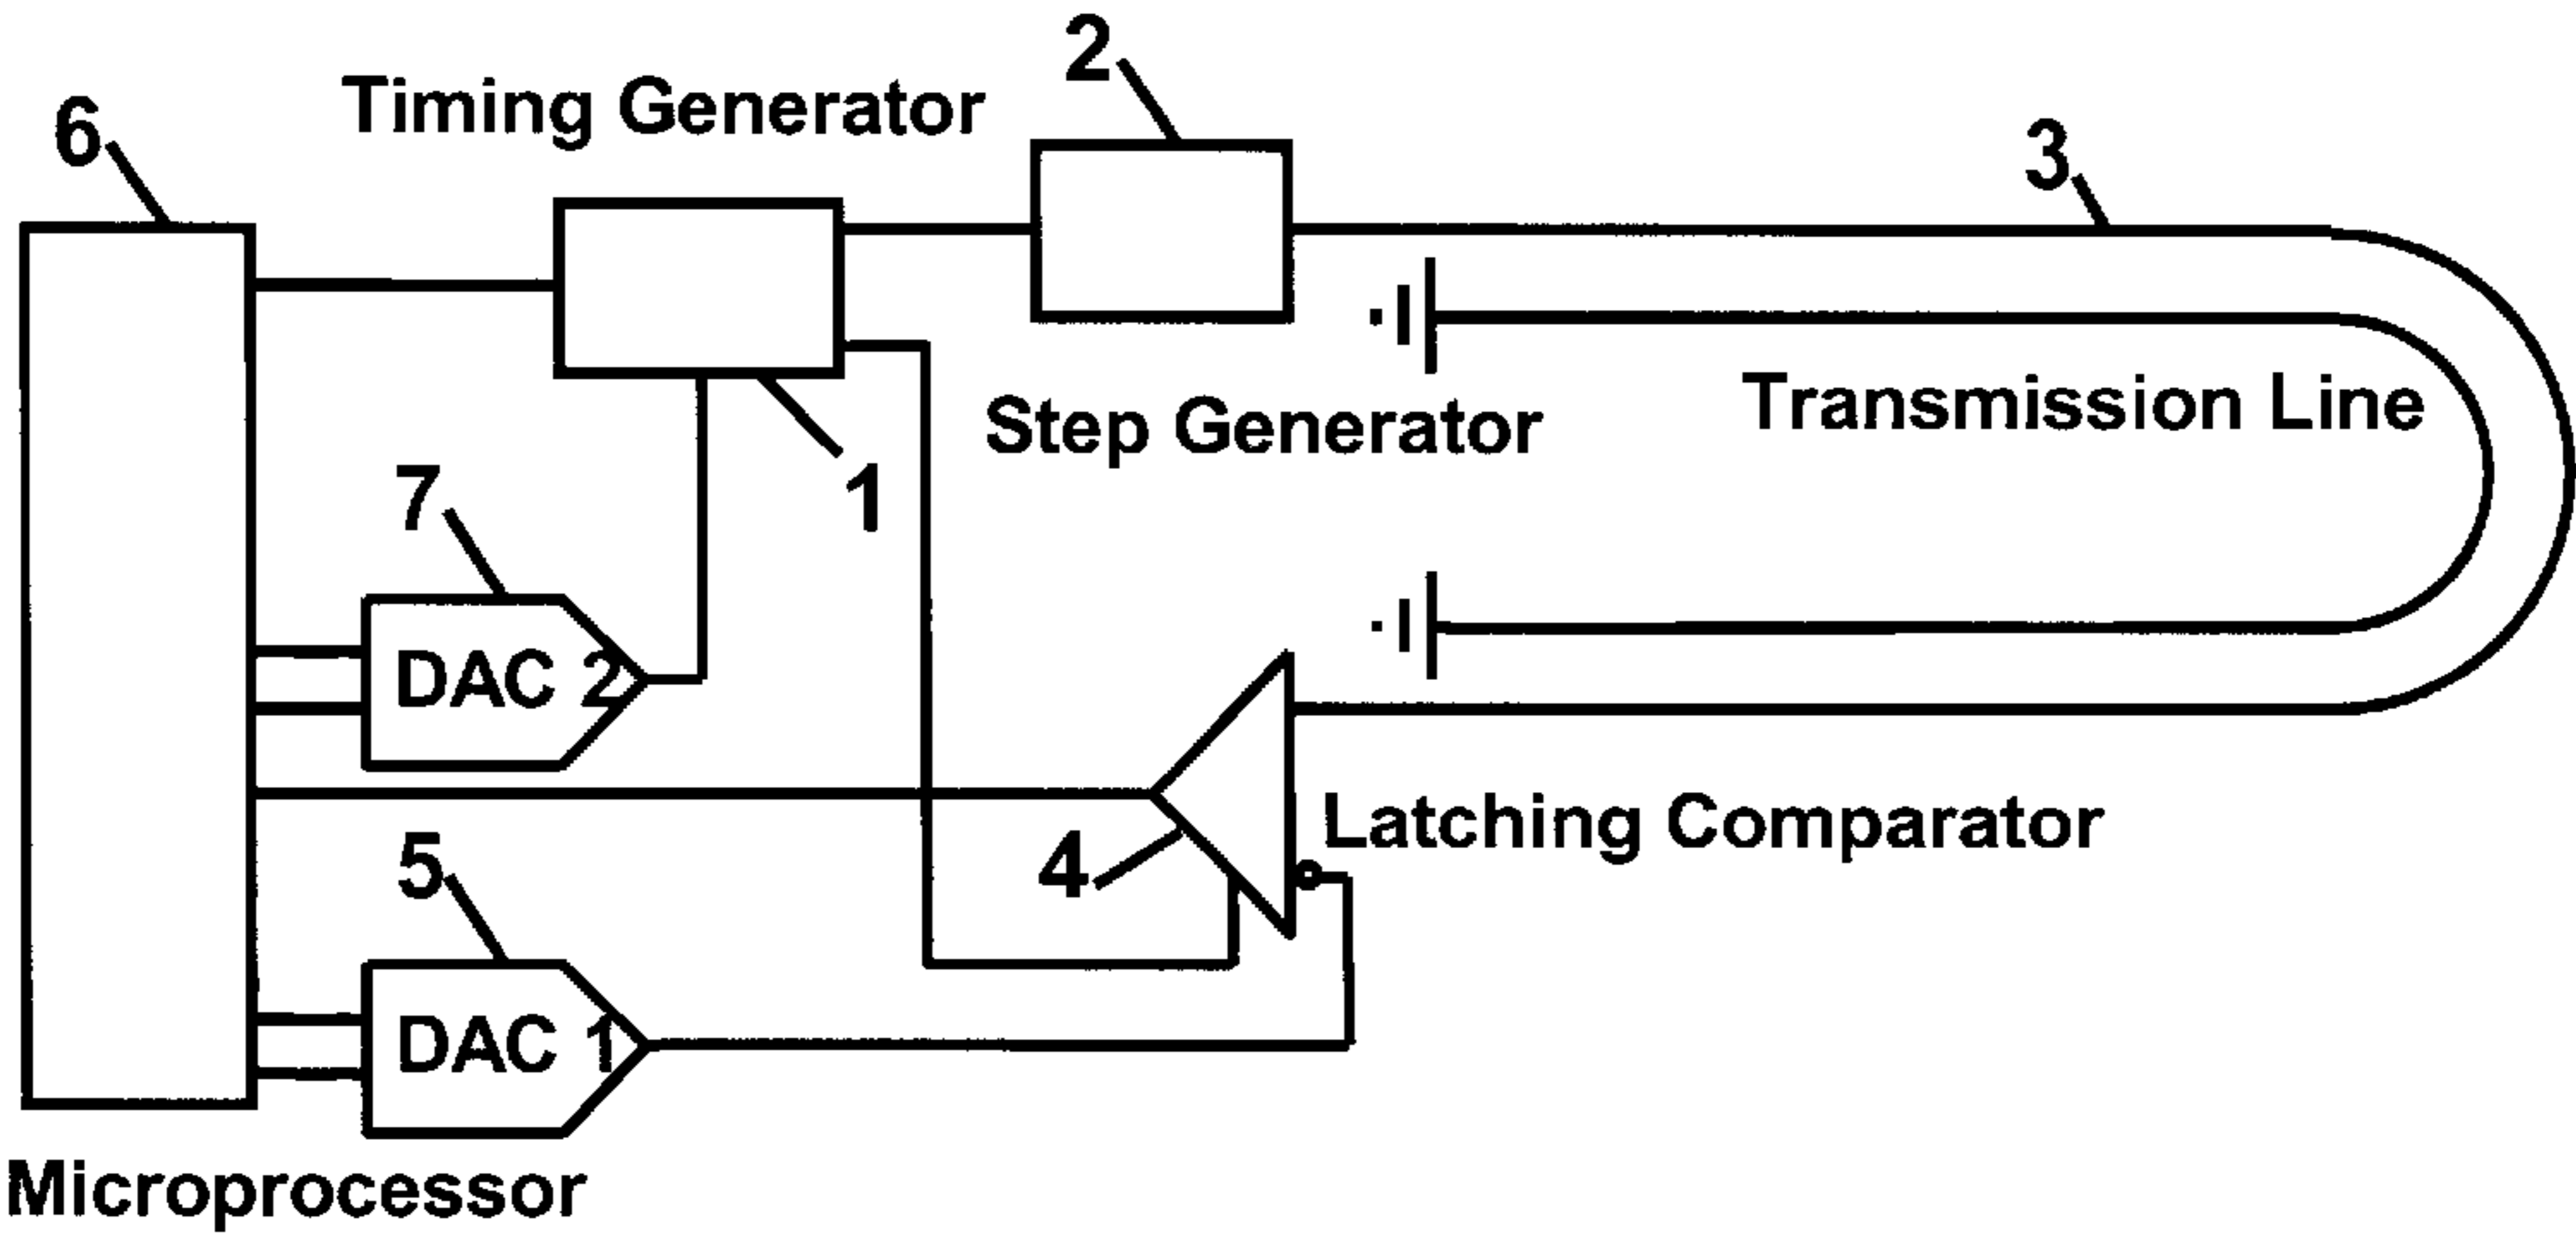 2
6
Timing Generator
3
Step Generator
Transmission Line
1
7
DAC 2
Latching Comparator
4
5
DAC 1
Microprocessor